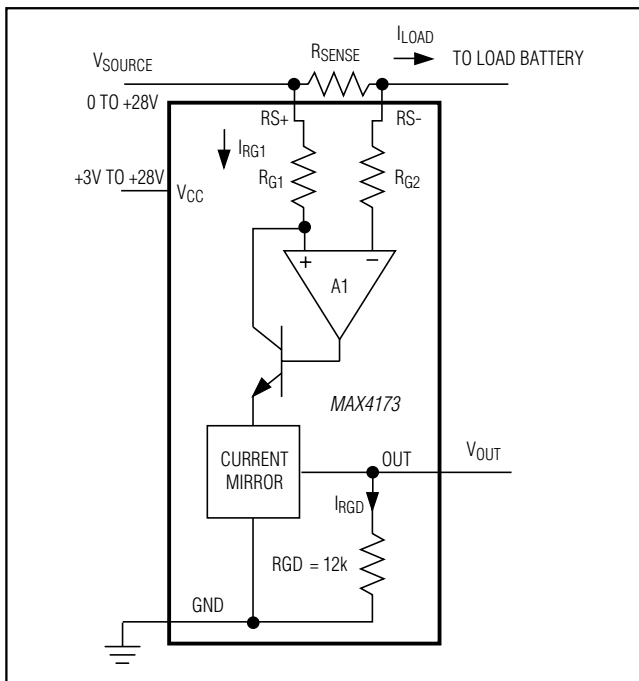 I_LOAD
R_SENSE
V_SOURCE
TO LOAD BATTERY
0 TO +28V
RS+
RS-
I_RG1
R_G1
R_G2
+3V TO +28V
V_CC
+
−
A1
MAX4173
CURRENT
MIRROR
OUT
V_OUT
I_RGD
RGD = 12k
GND